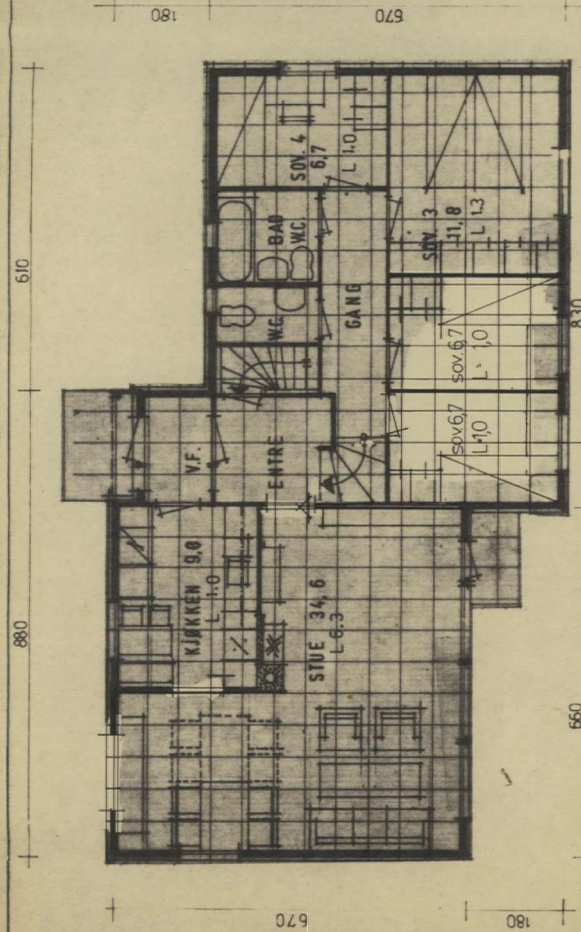 180
670
610
880
830
660
670
180
SOV. 4
6,7
L 1.0
BAD
W.C
W.C.
SOV. 3
11,8
L 1.3
GANG
SOV 6,7
L= 1,0
SOV 6,7
L=1,0
V.F.
ENTRE
KJØKKEN 9,0
L 1.0
STUE 34,6
L 6.3